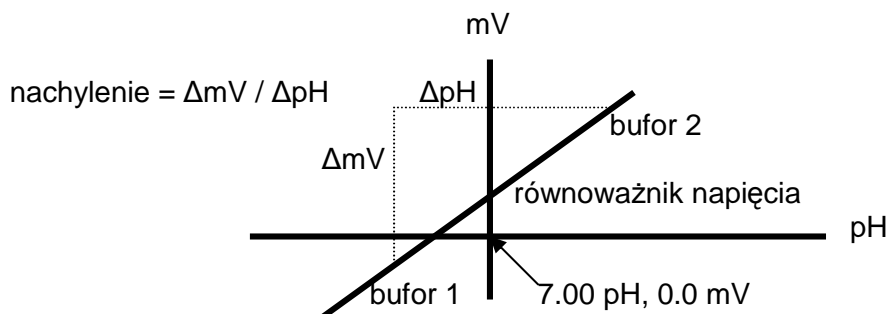 mV
nachylenie = ΔmV / ΔpH
ΔpH
bufor 2
ΔmV
równoważnik napięcia
pH
bufor 1
7.00 pH, 0.0 mV